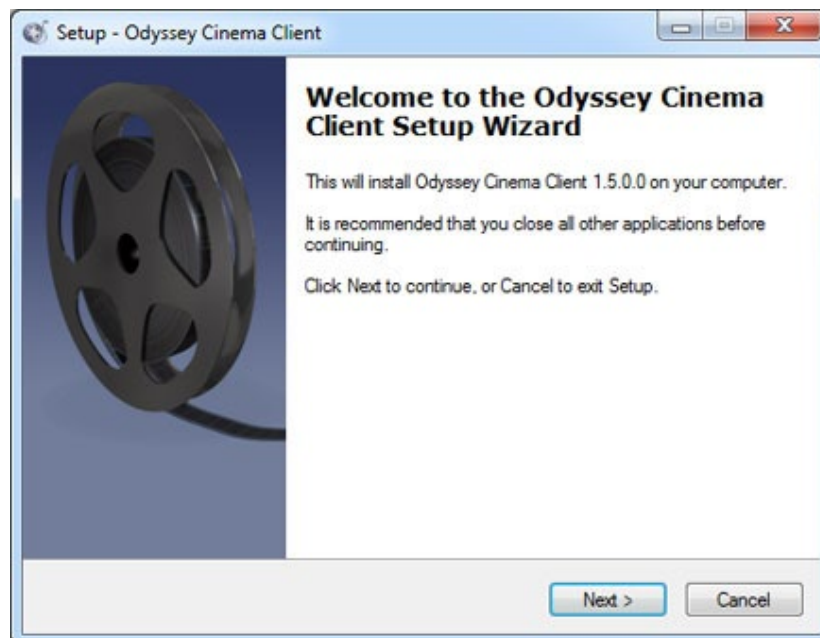 Setup - Odyssey Cinema Client
Welcome to the Odyssey Cinema
Client Setup Wizard
This will install Odyssey Cinema Client 1.5.0.0 on your computer.
It is recommended that you close all other applications before
continuing.
Click Next to continue, or Cancel to exit Setup.
Next >
Cancel